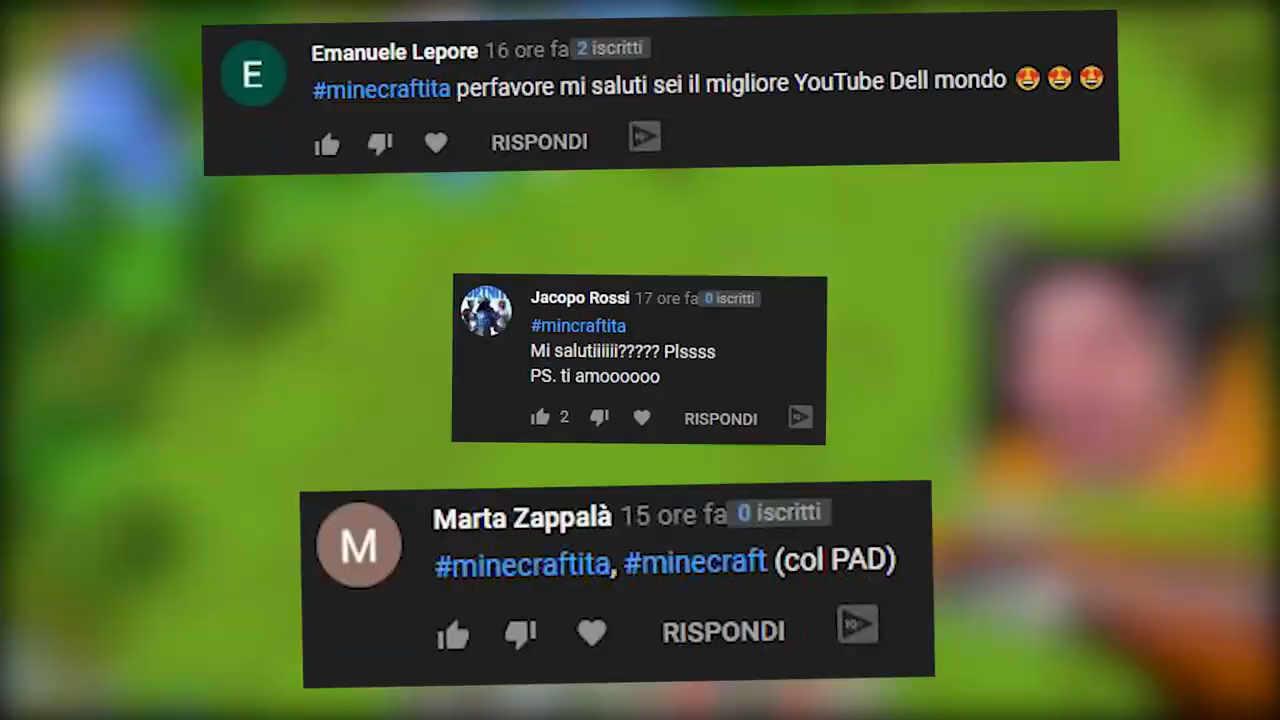 E
Emanuele Lepore 16 ore fa 2 iscritti
#minecraftita perfavore mi saluti sei il migliore YouTube Dell mondo 🤩🤩🤩
RISPONDI
Jacopo Rossi 17 ore fa 0 iscritti
#mincraftita
Mi salutiiiiii????? Plssss
PS. ti amoooooo
2 RISPONDI
M
Marta Zappalà 15 ore fa 0 iscritti
#minecraftita, #minecraft (col PAD)
RISPONDI